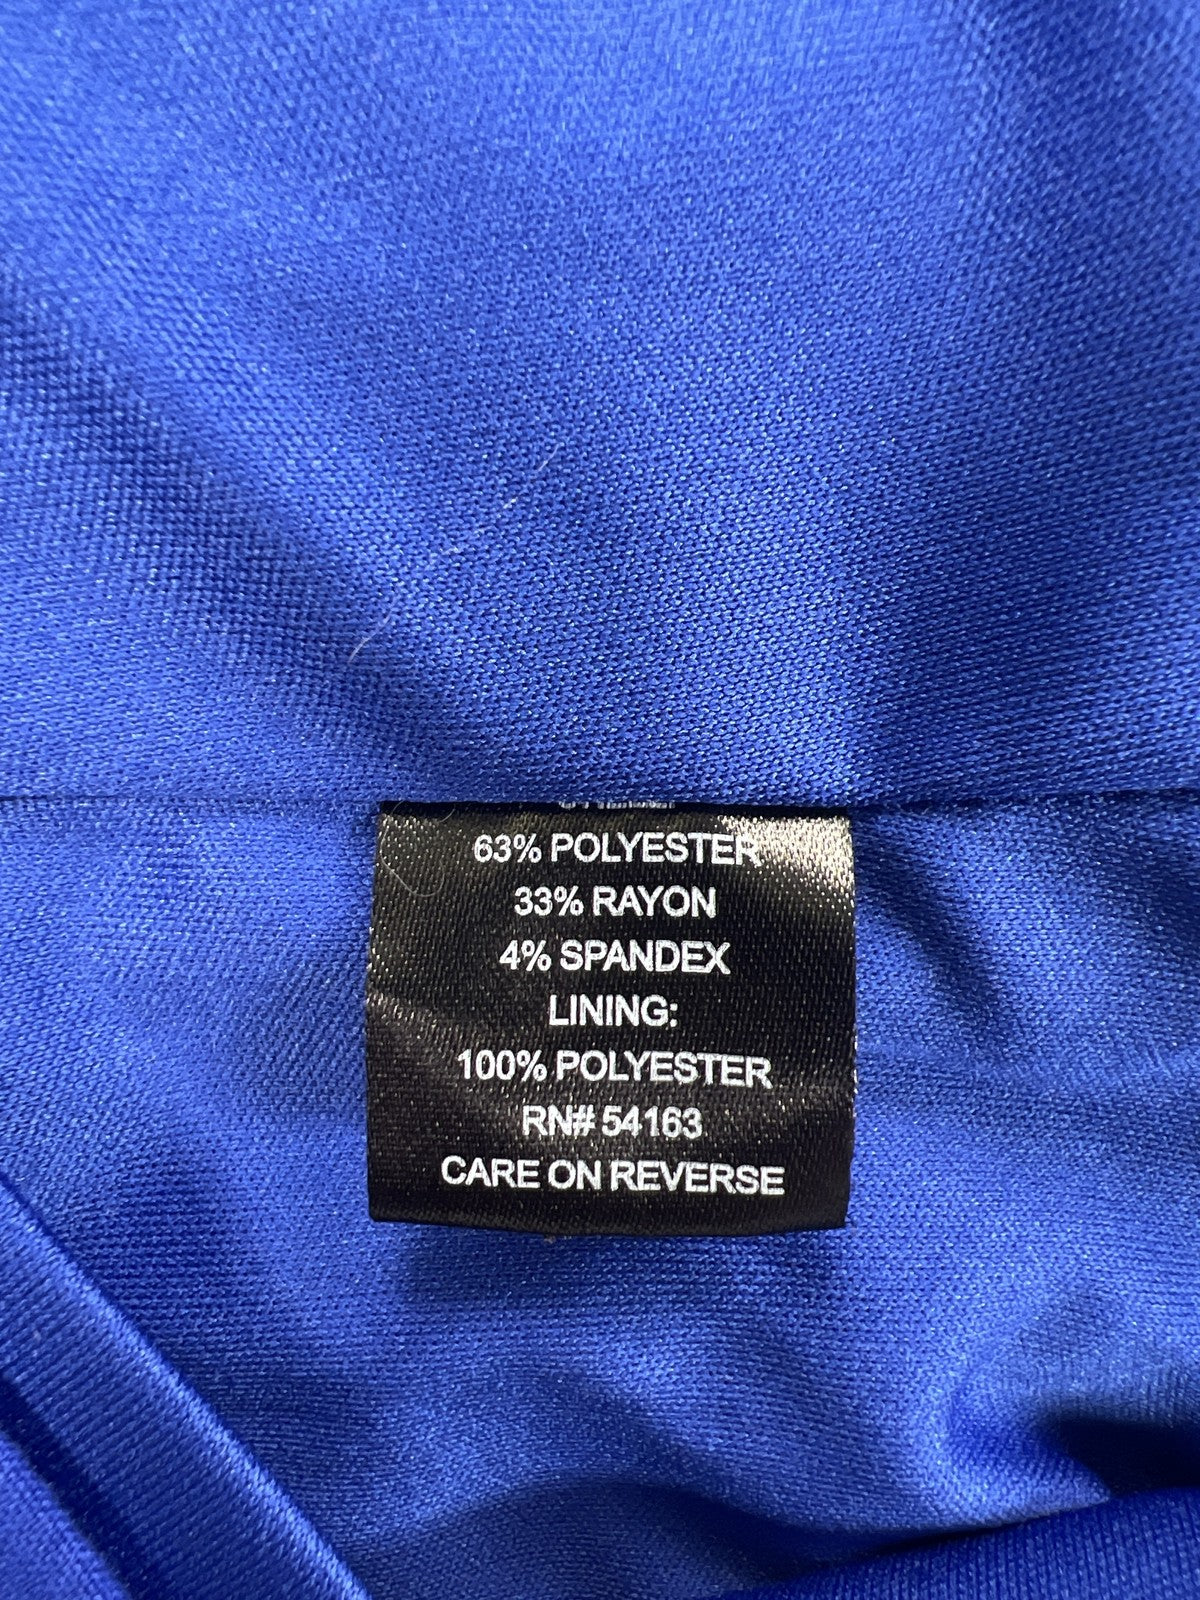 63% POLYESTER
33% RAYON
4% SPANDEX
LINING:
100% POLYESTER
RN# 54163
CARE ON REVERSE